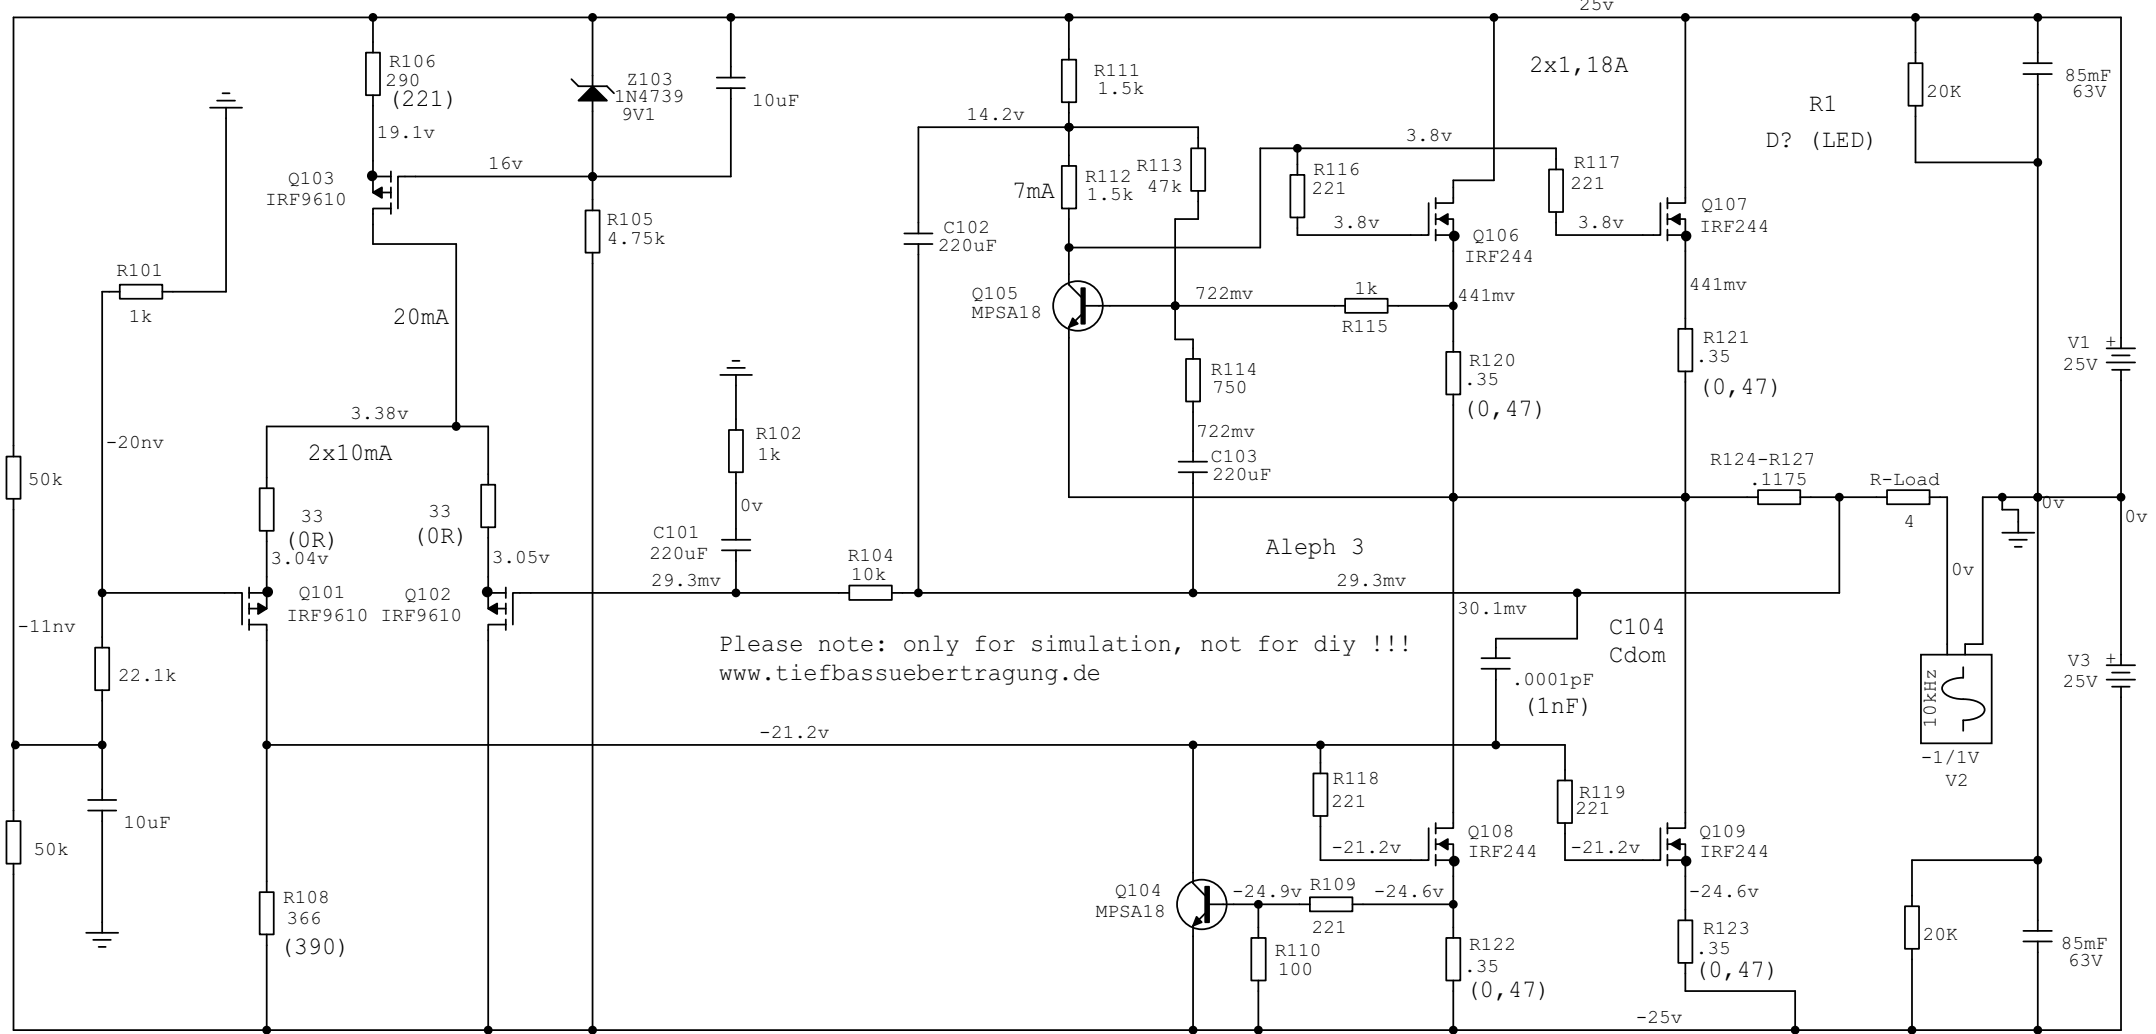 25v
R106
290
(221)
19.1v
Z103
1N4739
9V1
10uF
R111
1.5k
14.2v
2x1,18A
R1
D? (LED)
20K
85mF
63V
Q103
IRF9610
16v
R105
4.75k
C102
220uF
7mA
R112
1.5k
R113
47k
3.8v
R116
221
3.8v
R117
221
3.8v
Q106
IRF244
Q107
IRF244
R101
1k
20mA
Q105
MPSA18
722mv
1k
R115
441mv
441mv
R114
750
R120
.35
(0,47)
R121
.35
(0,47)
V1
25V
+
3.38v
2x10mA
-20nv
50k
33
(0R)
3.04v
33
(0R)
3.05v
R102
1k
0v
C101
220uF
29.3mv
722mv
C103
220uF
R124-R127
.1175
R-Load
4
0v
0v
0v
Aleph 3
R104
10k
29.3mv
30.1mv
Q101
IRF9610
Q102
IRF9610
-11nv
22.1k
Please note: only for simulation, not for diy !!!
www.tiefbassuebertragung.de
C104
Cdom
.0001pF
(1nF)
10kHz
-1/1V
V2
V3
25V
+
-21.2v
10uF
50k
R118
221
R119
221
-21.2v
-21.2v
Q108
IRF244
Q109
IRF244
R108
366
(390)
Q104
MPSA18
-24.9v
R109
221
-24.6v
-24.6v
R110
100
R122
.35
(0,47)
R123
.35
(0,47)
20K
85mF
63V
-25v